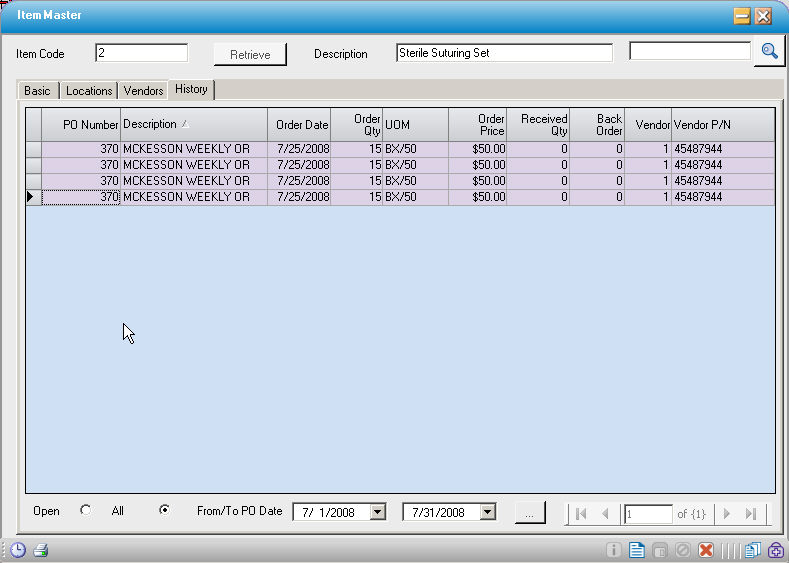 Item Master
Item Code 2 Retrieve Description Sterile Suturing Set
Basic Locations Vendors History
PO Number Description Order Date Order Qty UOM Order Price Received Qty Back Order Vendor Vendor P/N
370 MCKESSON WEEKLY OR 7/25/2008 15 BX/50 $50.00 0 0 1 45487944
370 MCKESSON WEEKLY OR 7/25/2008 15 BX/50 $50.00 0 0 1 45487944
370 MCKESSON WEEKLY OR 7/25/2008 15 BX/50 $50.00 0 0 1 45487944
370 MCKESSON WEEKLY OR 7/25/2008 15 BX/50 $50.00 0 0 1 45487944
Open All From/To PO Date 7/ 1/2008 7/31/2008 ... 1 of {1}